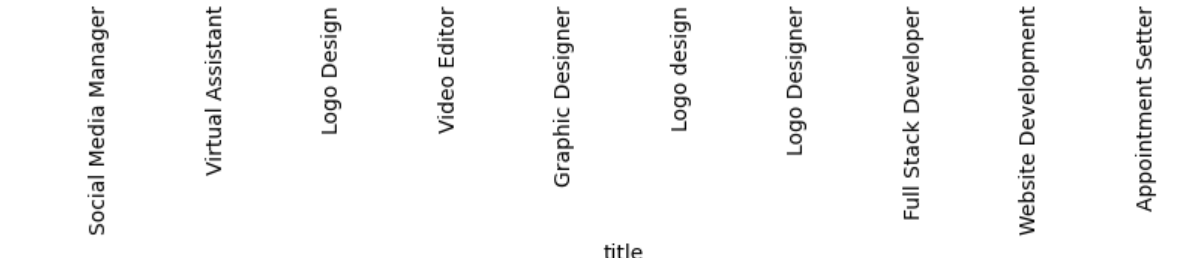 Social Media Manager
Virtual Assistant
Logo Design
Video Editor
Graphic Designer
Logo design
Logo Designer
Full Stack Developer
Website Development
Appointment Setter
title